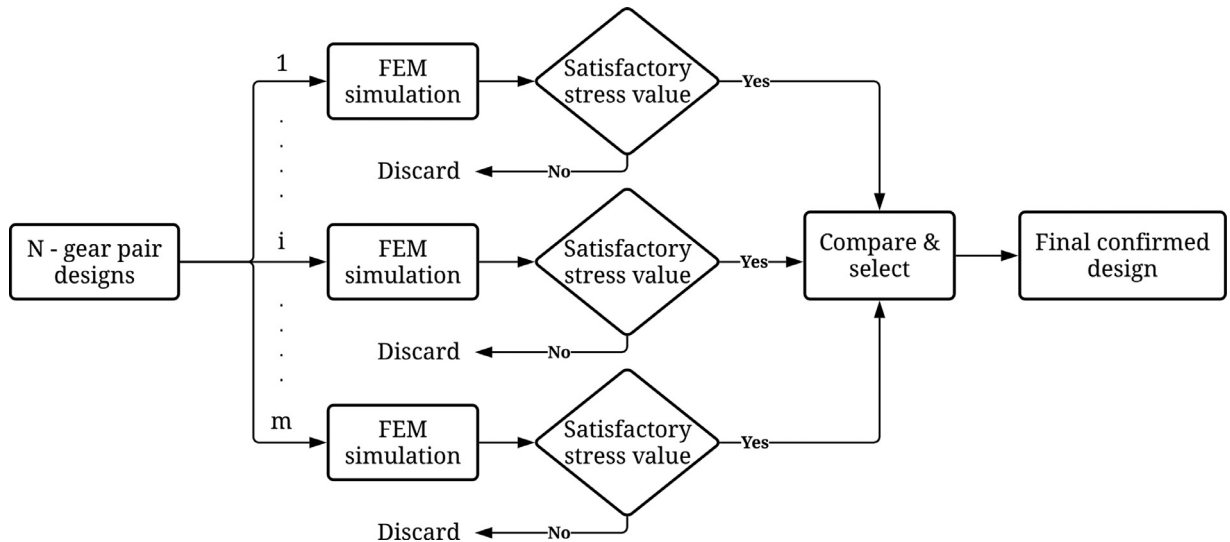 1
FEM
simulation
Satisfactory
stress value
Yes
Discard
No
N - gear pair
designs
i
FEM
simulation
Satisfactory
stress value
Yes
Compare &
select
Final confirmed
design
Discard
No
m
FEM
simulation
Satisfactory
stress value
Yes
Discard
No